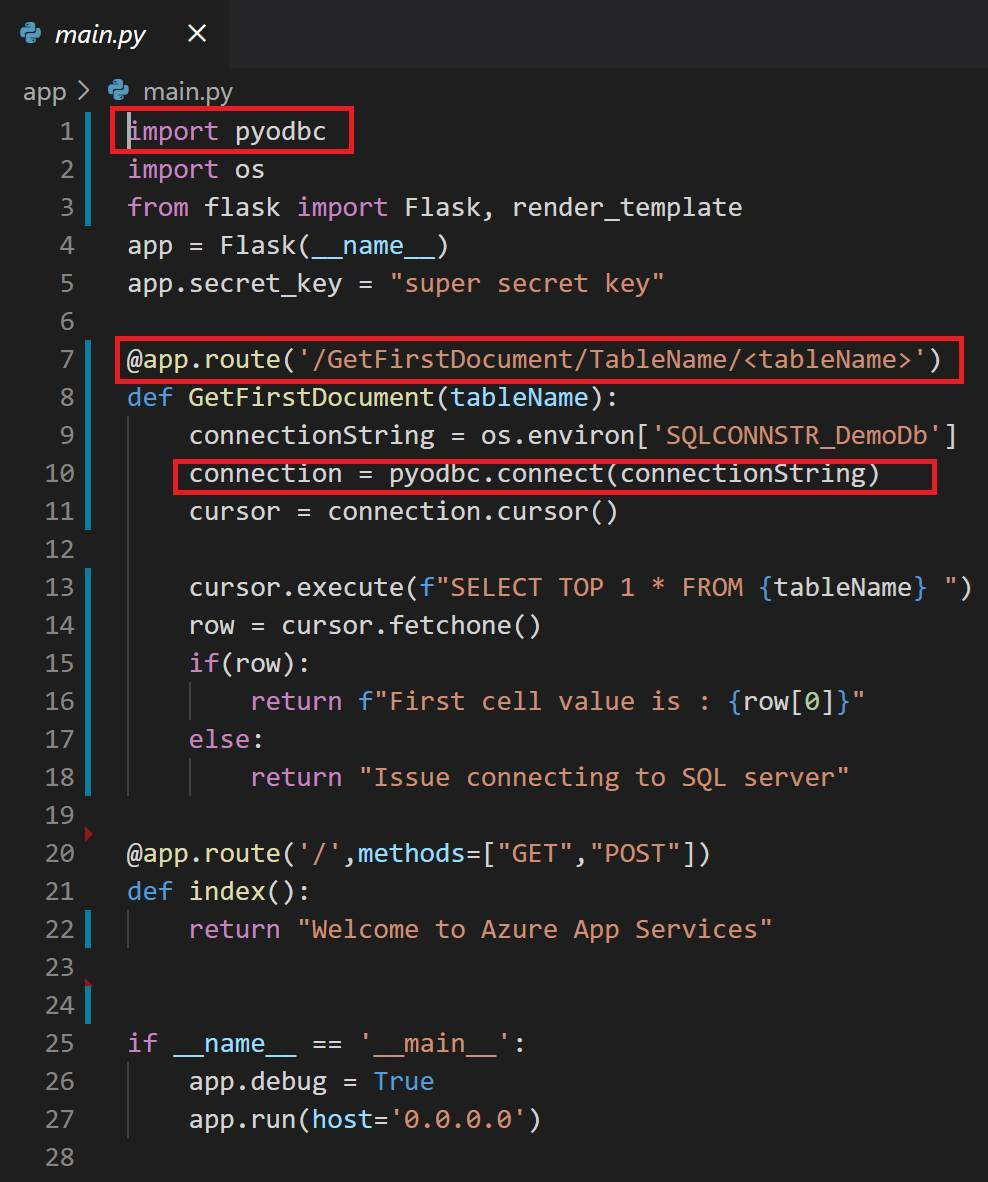 main.py ×
app > main.py
1 import pyodbc
2 import os
3 from flask import Flask, render_template
4 app = Flask(__name__)
5 app.secret_key = "super secret key"
6
7 @app.route('/GetFirstDocument/TableName/<tableName>')
8 def GetFirstDocument(tableName):
9     connectionString = os.environ['SQLCONNSTR_DemoDb']
10     connection = pyodbc.connect(connectionString)
11     cursor = connection.cursor()
12
13     cursor.execute(f"SELECT TOP 1 * FROM {tableName} ")
14     row = cursor.fetchone()
15     if(row):
16         return f"First cell value is : {row[0]}"
17     else:
18         return "Issue connecting to SQL server"
19
20 @app.route('/',methods=["GET","POST"])
21 def index():
22     return "Welcome to Azure App Services"
23
24
25 if __name__ == '__main__':
26     app.debug = True
27     app.run(host='0.0.0.0')
28